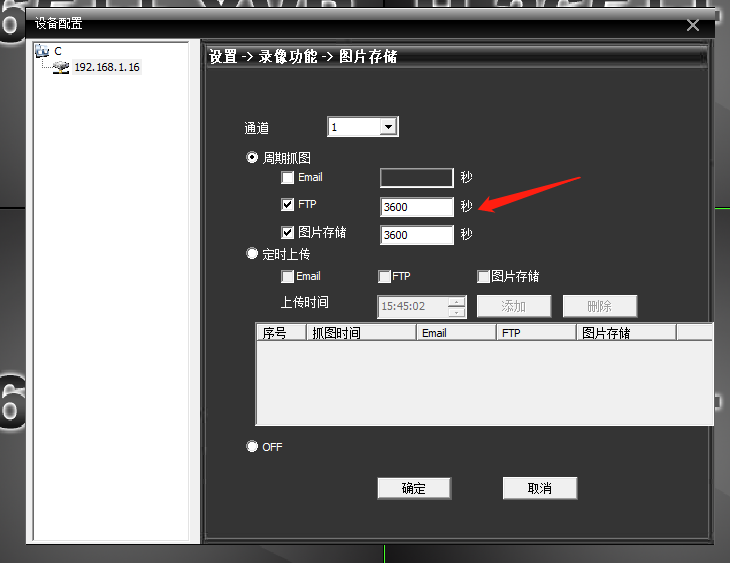 设备配置
C
192.168.1.16
设置 -> 录像功能 -> 图片存储
通道 1
周期抓图
Email 秒
FTP 3600 秒
图片存储 3600 秒
定时上传
Email FTP 图片存储
上传时间 15:45:02 添加 删除
序号 抓图时间 Email FTP 图片存储
OFF
确定 取消